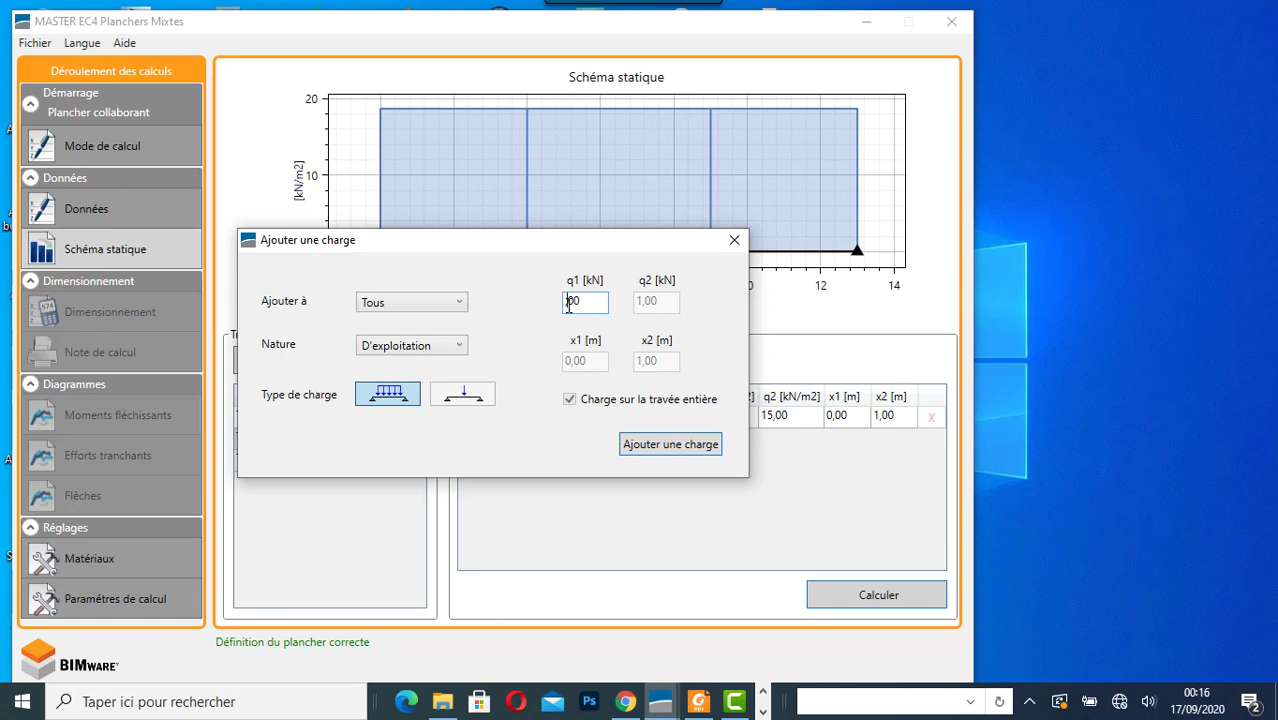 MASTER EC4 Planchers Mixtes
Fichier Langue Aide
Déroulement des calculs
Démarrage
Plancher collaborant
Mode de calcul
Données
Données
Schéma statique
Dimensionnement
Dimensionnement
Note de calcul
Diagrammes
Moments fléchissants
Efforts tranchants
Flèches
Réglages
Matériaux
Paramétres de calcul
Schéma statique
20
10
[kN/m2]
12
14
Ajouter une charge
q1 [kN] q2 [kN]
Ajouter à Tous 1,00
x1 [m] x2 [m]
Nature D'exploitation 0,00 1,00
Type de charge Charge sur la travée entière
Ajouter une charge
q2 [kN/m2] x1 [m] x2 [m]
15,00 0,00 1,00 X
Calculer
Définition du plancher correcte
BIMware
Taper ici pour rechercher
Ps
PDF
00:16
17/09/2020
2